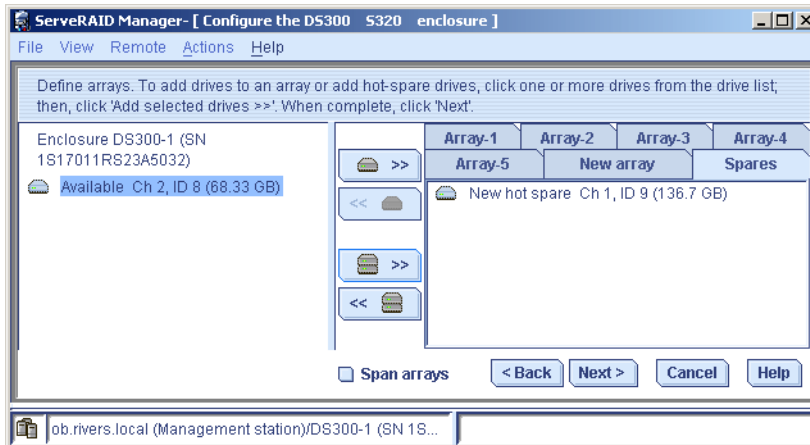 ServeRAID Manager- [ Configure the DS300 S320 enclosure ]
File View Remote Actions Help
Define arrays. To add drives to an array or add hot-spare drives, click one or more drives from the drive list;
then, click 'Add selected drives >>'. When complete, click 'Next'.
Enclosure DS300-1 (SN
1S17011RS23A5032)
Available Ch 2, ID 8 (68.33 GB)
>>
<<
>>
<<
Array-1 Array-2 Array-3 Array-4
Array-5 New array Spares
New hot spare Ch 1, ID 9 (136.7 GB)
Span arrays < Back Next > Cancel Help
ob.rivers.local (Management station)/DS300-1 (SN 1S...